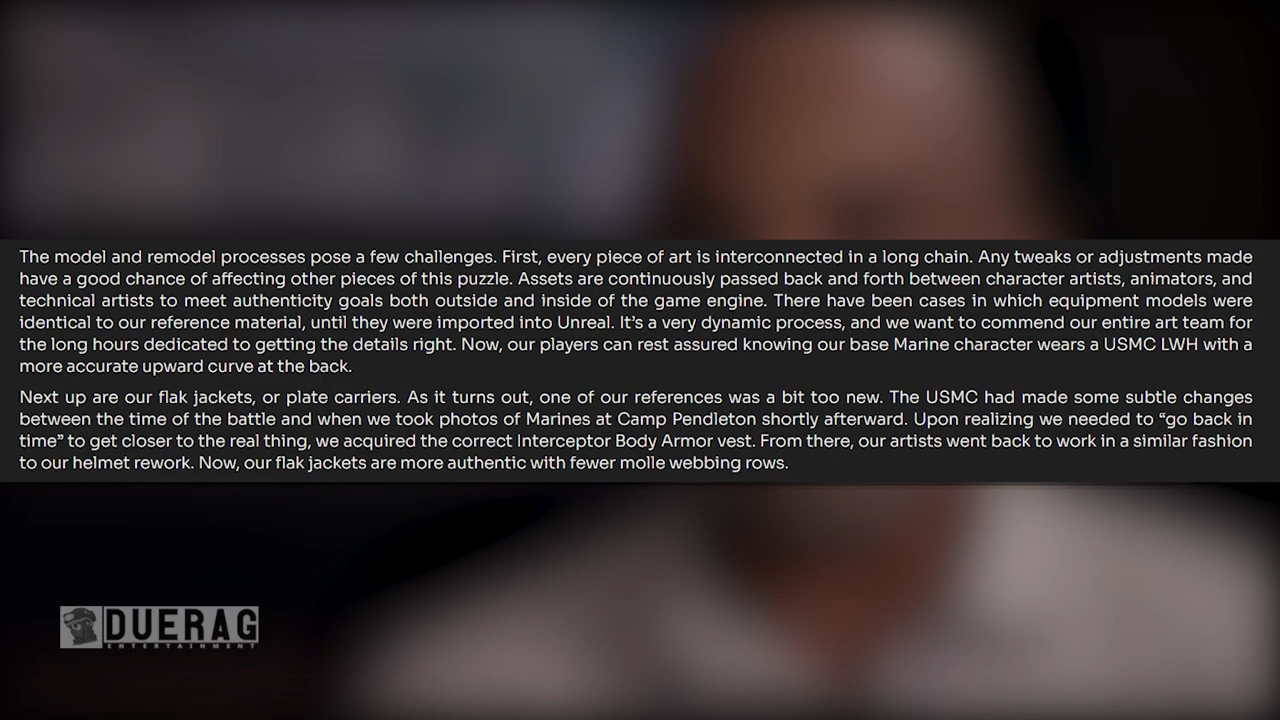 The model and remodel processes pose a few challenges. First, every piece of art is interconnected in a long chain. Any tweaks or adjustments made
have a good chance of affecting other pieces of this puzzle. Assets are continuously passed back and forth between character artists, animators, and
technical artists to meet authenticity goals both outside and inside of the game engine. There have been cases in which equipment models were
identical to our reference material, until they were imported into Unreal. It’s a very dynamic process, and we want to commend our entire art team for
the long hours dedicated to getting the details right. Now, our players can rest assured knowing our base Marine character wears a USMC LWH with a
more accurate upward curve at the back.
Next up are our flak jackets, or plate carriers. As it turns out, one of our references was a bit too new. The USMC had made some subtle changes
between the time of the battle and when we took photos of Marines at Camp Pendleton shortly afterward. Upon realizing we needed to “go back in
time” to get closer to the real thing, we acquired the correct Interceptor Body Armor vest. From there, our artists went back to work in a similar fashion
to our helmet rework. Now, our flak jackets are more authentic with fewer molle webbing rows.
DUERAG
ENTERTAINMENT